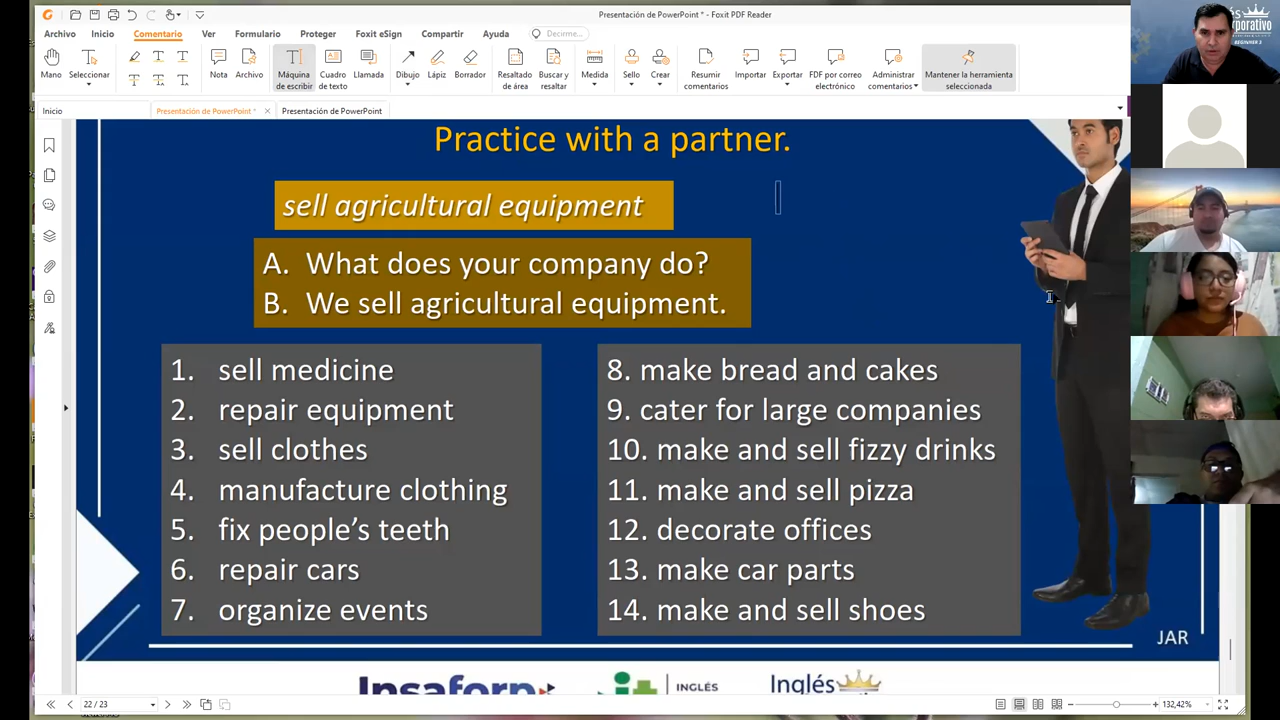 Presentación de PowerPoint * - Foxit PDF Reader
Archivo Inicio Comentario Ver Formulario Proteger Foxit eSign Compartir Ayuda Decirme...
Mano Seleccionar Nota Archivo Máquina de escribir Cuadro de texto Llamada Dibujo Lápiz Borrador Resaltado de área Buscar y resaltar Medida Sello Crear Resumir comentarios Importar Exportar PDF por correo electrónico Administrar comentarios Mantener la herramienta seleccionada
Inicio Presentación de PowerPoint * Presentación de PowerPoint
Practice with a partner.
sell agricultural equipment
A. What does your company do?
B. We sell agricultural equipment.
1. sell medicine
2. repair equipment
3. sell clothes
4. manufacture clothing
5. fix people's teeth
6. repair cars
7. organize events
8. make bread and cakes
9. cater for large companies
10. make and sell fizzy drinks
11. make and sell pizza
12. decorate offices
13. make car parts
14. make and sell shoes
JAR
Insaforp INGLÉS Inglés
22 / 23 132,42%